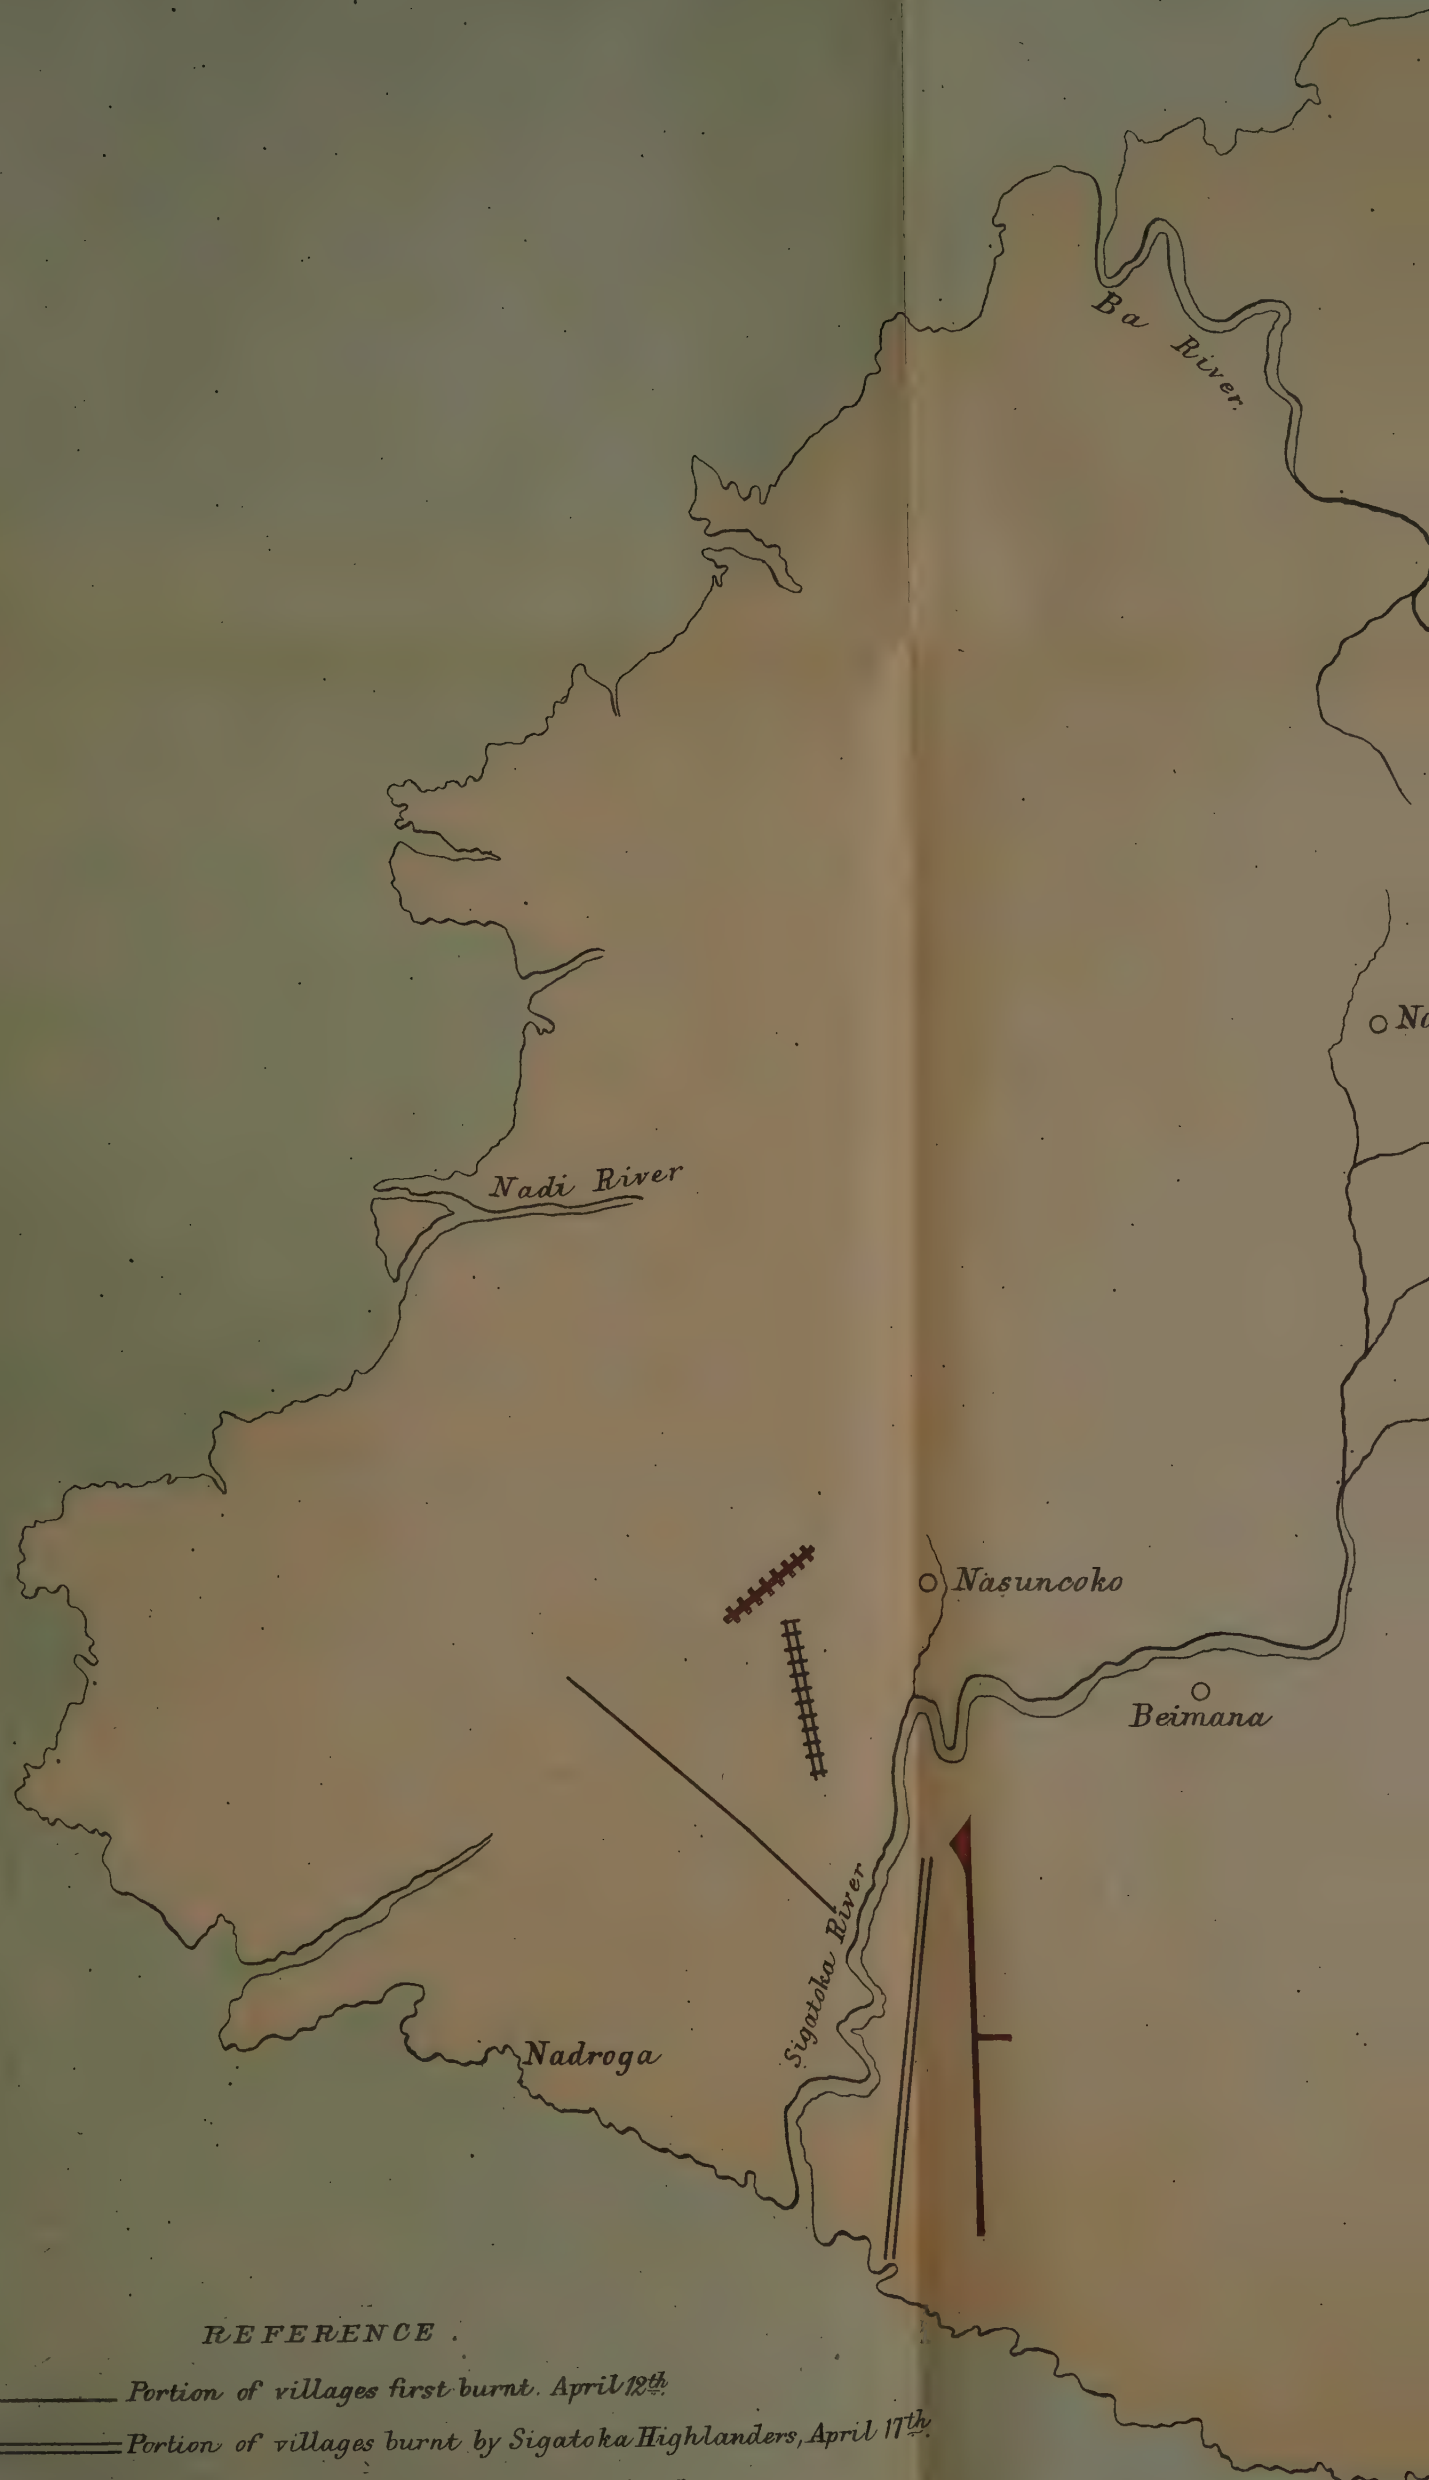 Ba River.
Nadi River
Nasuncoko
Beimana
Sigatoka River
Nadroga
REFERENCE.
Portion of villages first burnt. April 12th.
Portion of villages burnt by Sigatoka Highlanders, April 17th.